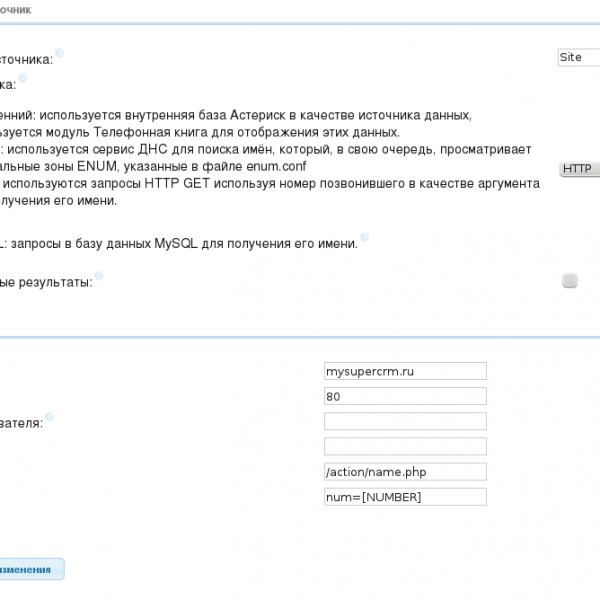 очник
сточника:
Site
ка:
енний: используется внутренняя база Астериск в качестве источника данных,
ьзуется модуль Телефонная книга для отображения этих данных.
: используется сервис ДНС для поиска имён, который, в свою очередь, просматривает
альные зоны ENUM, указанные в файле enum.conf
HTTP
используются запросы HTTP GET используя номер позвонившего в качестве аргумента
лучения его имени.
L: запросы в базу данных MySQL для получения его имени.
ые результаты:
mysupercrm.ru
80
вателя:
/action/name.php
num=[NUMBER]
изменения